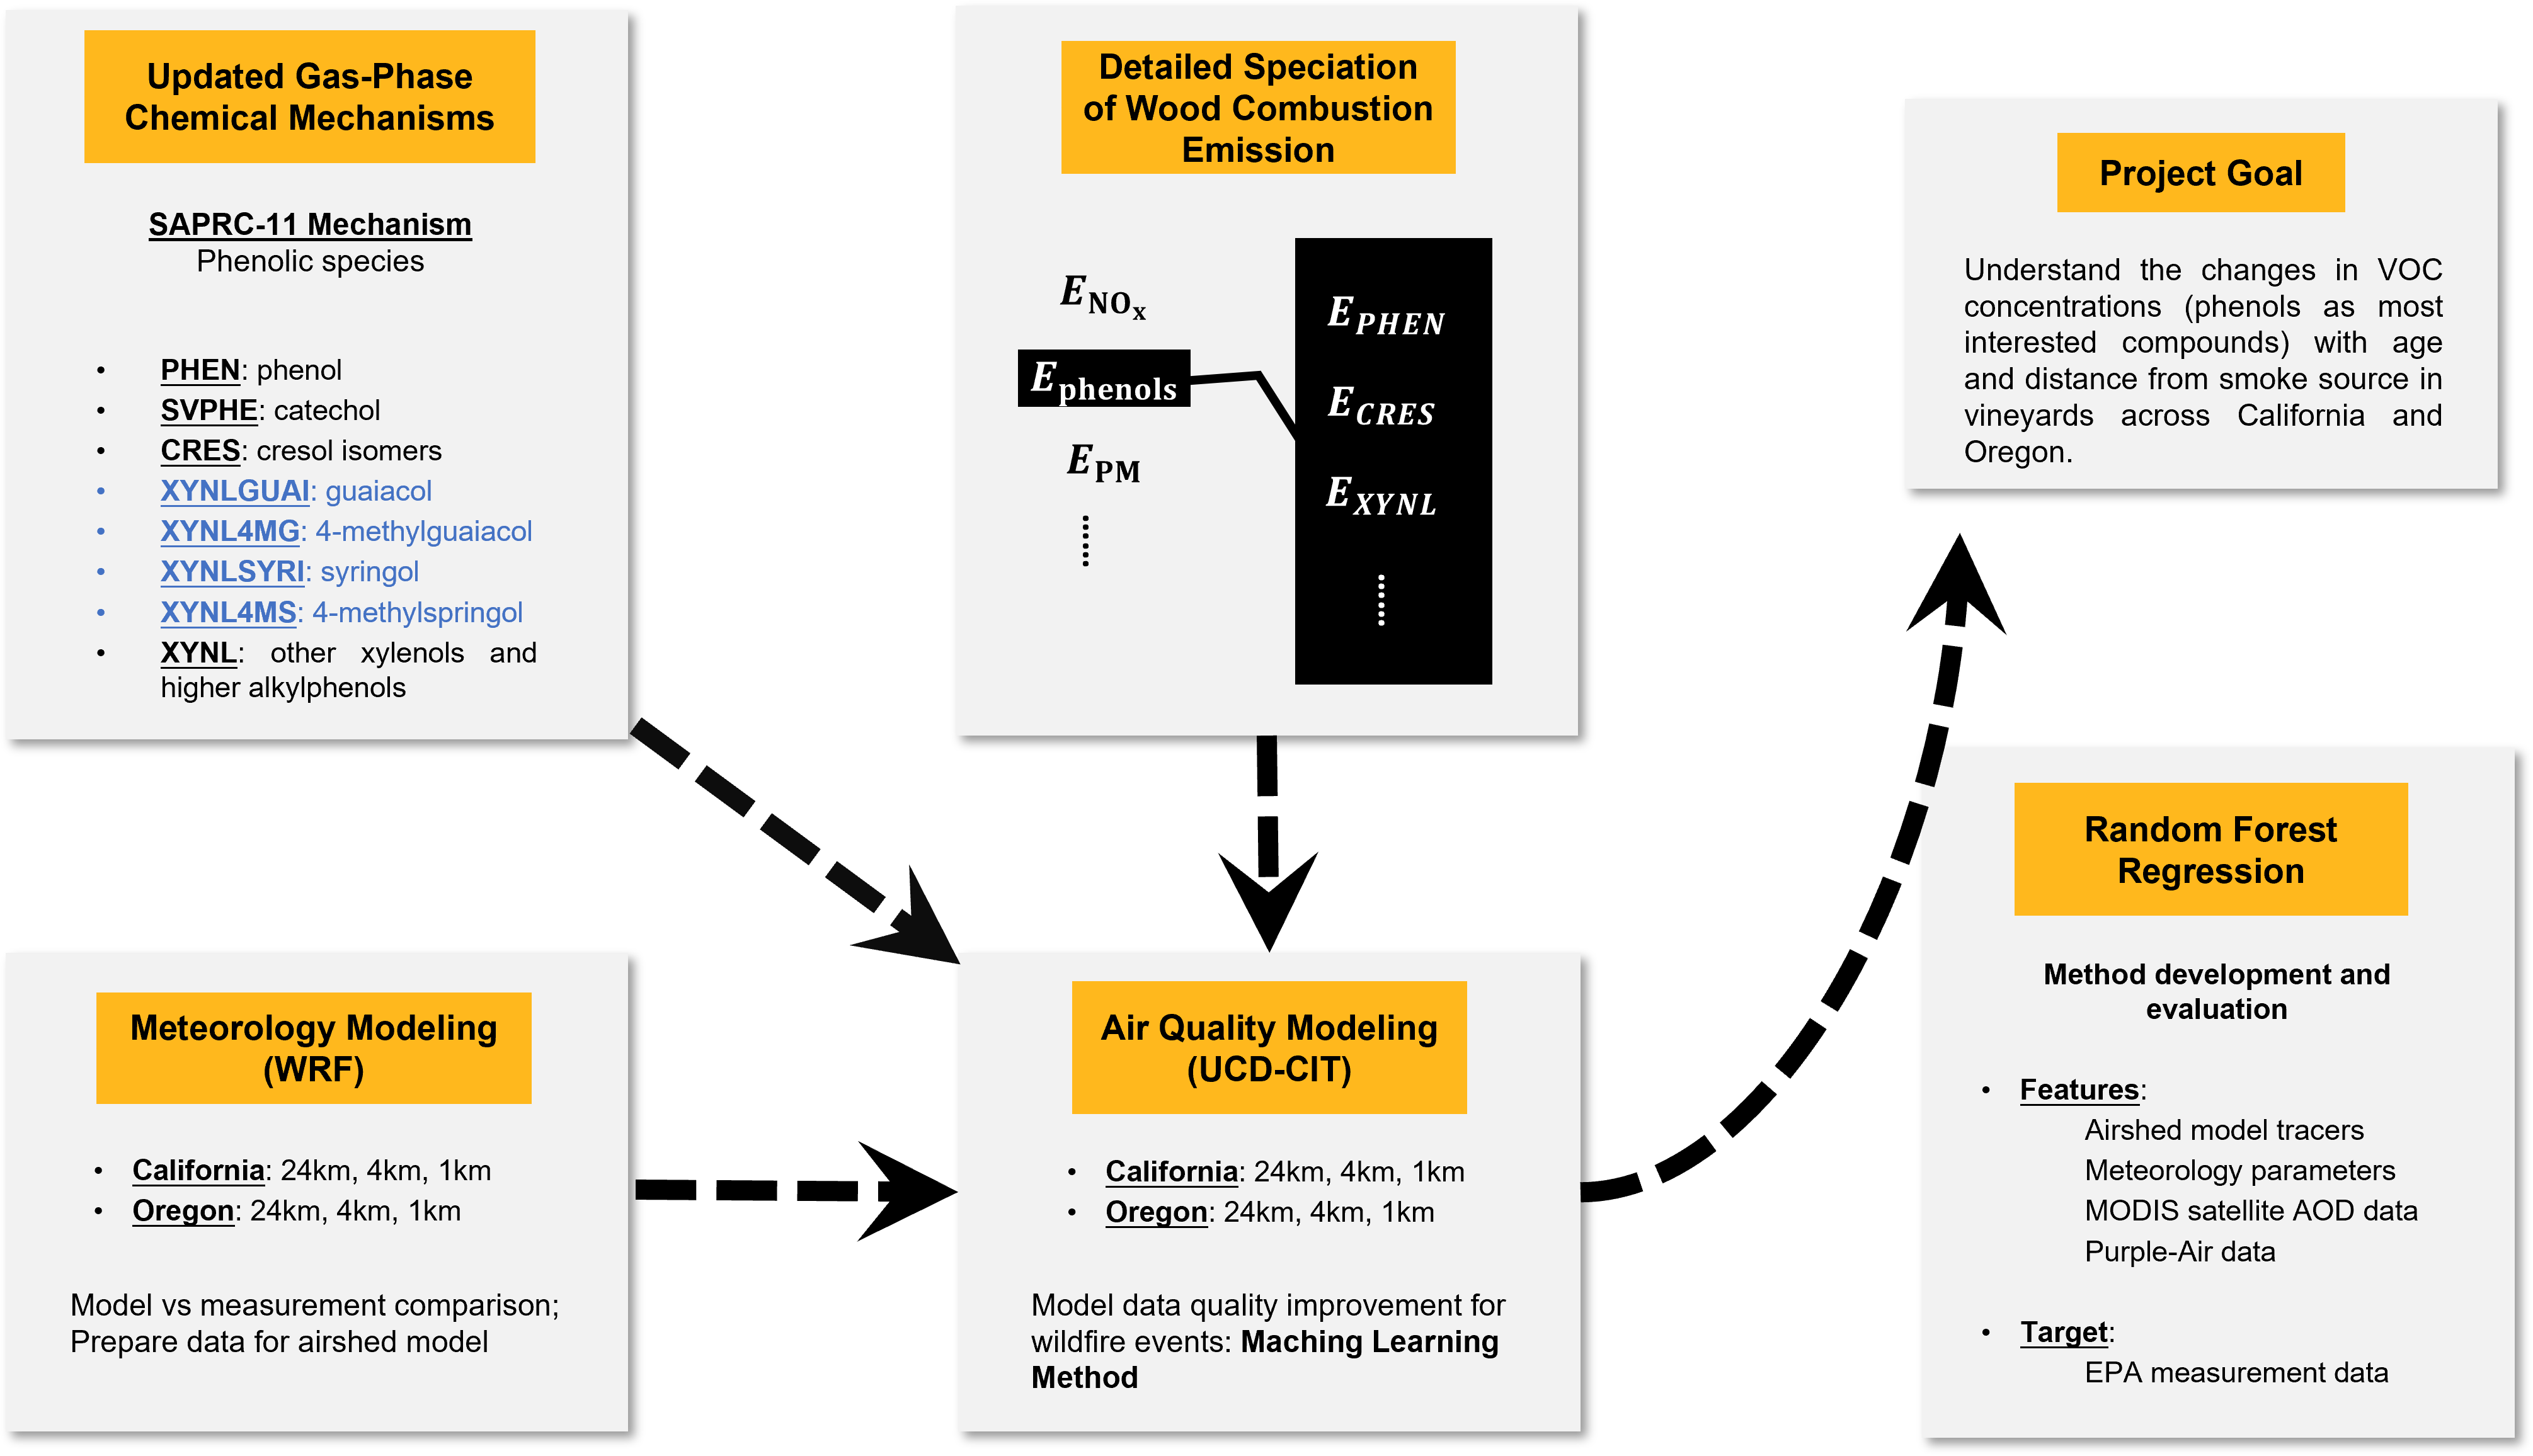 Updated Gas-Phase
Chemical Mechanisms
SAPRC-11 Mechanism
Phenolic species
• PHEN: phenol
• SVPHE: catechol
• CRES: cresol isomers
• XYNLGUAI: guaiacol
• XYNL4MG: 4-methylguaiacol
• XYNLSYRI: syringol
• XYNL4MS: 4-methylspringol
• XYNL: other xylenols and
higher alkylphenols
Detailed Speciation
of Wood Combustion
Emission
E NOx
E phenols
E PM
E PHEN
E CRES
E XYNL
Project Goal
Understand the changes in VOC
concentrations (phenols as most
interested compounds) with age
and distance from smoke source in
vineyards across California and
Oregon.
Meteorology Modeling
(WRF)
• California: 24km, 4km, 1km
• Oregon: 24km, 4km, 1km
Model vs measurement comparison;
Prepare data for airshed model
Air Quality Modeling
(UCD-CIT)
• California: 24km, 4km, 1km
• Oregon: 24km, 4km, 1km
Model data quality improvement for
wildfire events: Maching Learning
Method
Random Forest
Regression
Method development and
evaluation
• Features:
Airshed model tracers
Meteorology parameters
MODIS satellite AOD data
Purple-Air data
• Target:
EPA measurement data